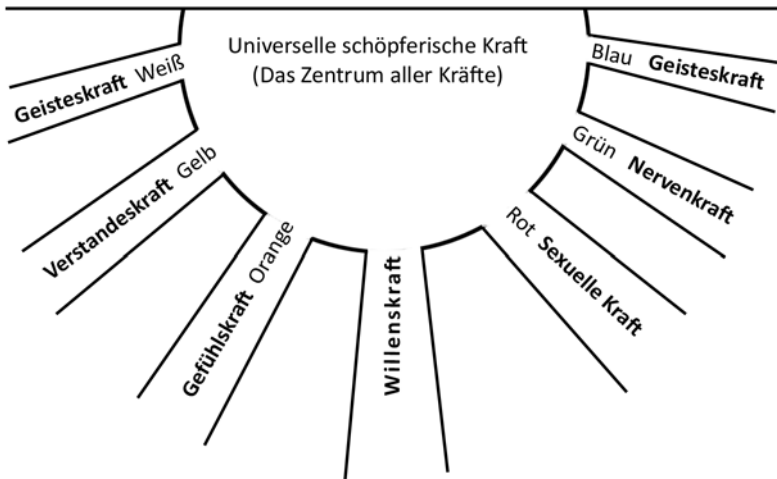 Universelle schöpferische Kraft
(Das Zentrum aller Kräfte)
Geisteskraft Weiß
Verstandeskraft Gelb
Gefühlskraft Orange
Willenskraft
Rot Sexuelle Kraft
Grün Nervenkraft
Blau Geisteskraft